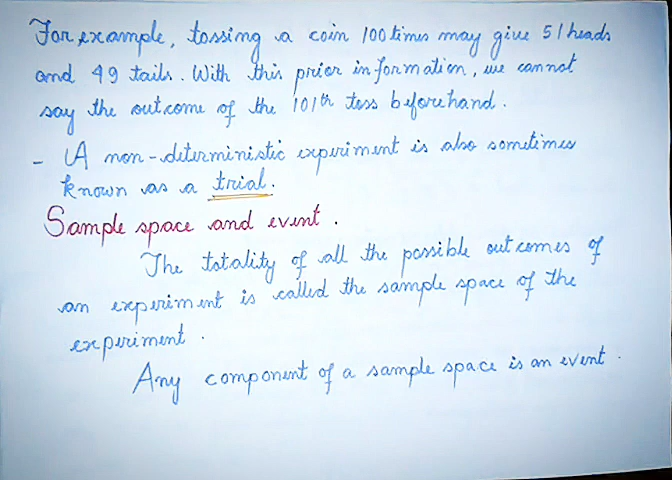 For example, tossing a coin 100 times may give 51 heads
and 49 tails. With this prior information, we cannot
say the outcome of the 101th toss beforehand.
- A non-deterministic experiment is also sometimes
known as a trial.
Sample space and event.
The totality of all the possible outcomes of
an experiment is called the sample space of the
experiment.
Any component of a sample space is an event.